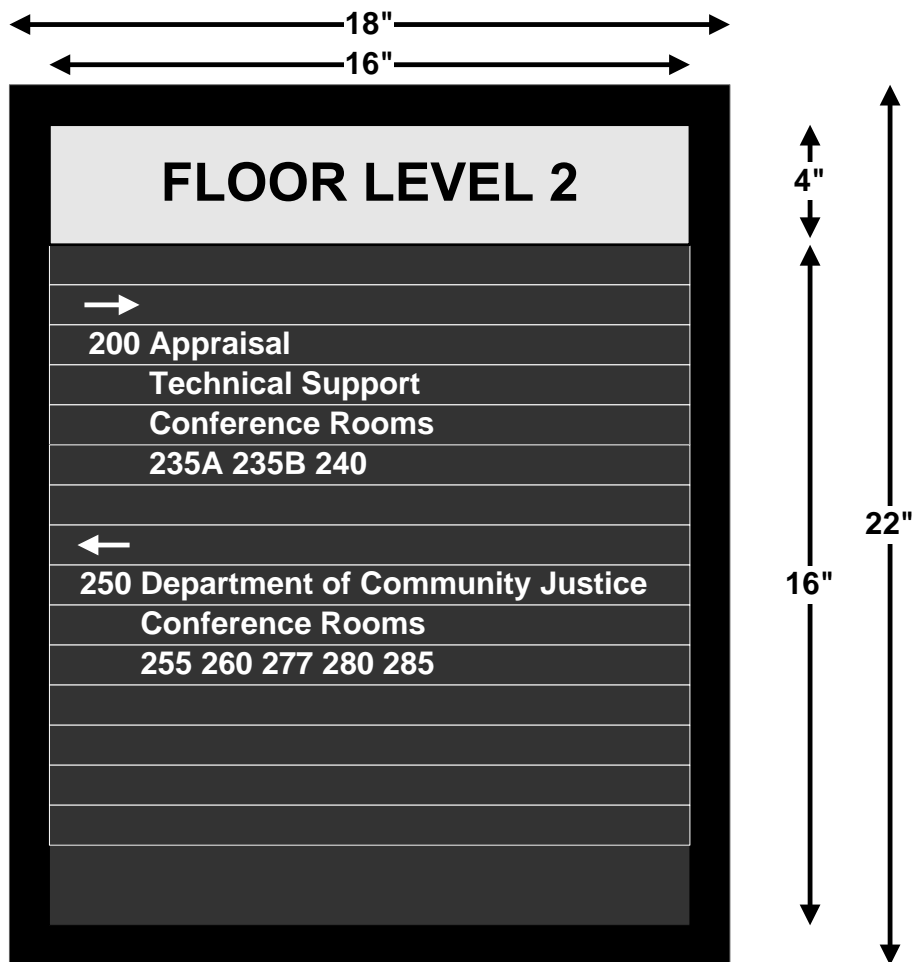 18"
16"
FLOOR LEVEL 2
4"
200 Appraisal
Technical Support
Conference Rooms
235A 235B 240
22"
250 Department of Community Justice
16"
Conference Rooms
255 260 277 280 285